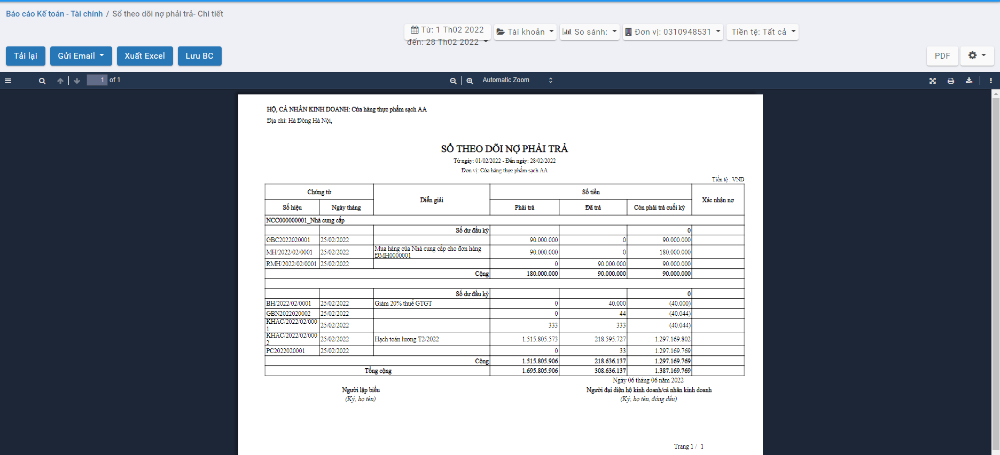 Báo cáo Kế toán - Tài chính / Sổ theo dõi nợ phải trả- Chi tiết
Từ: 1 Th02 2022
đến: 28 Th02 2022
Tài khoản
So sánh:
Đơn vị: 0310948531
Tiền tệ: Tất cả
Tải lại
Gửi Email
Xuất Excel
Lưu BC
PDF
1 of 1
Automatic Zoom
HỘ, CÁ NHÂN KINH DOANH: Cửa hàng thực phẩm sạch AA
Địa chỉ: Hà Đông Hà Nội,
SỔ THEO DÕI NỢ PHẢI TRẢ
Từ ngày: 01/02/2022 - Đến ngày: 28/02/2022
Đơn vị: Cửa hàng thực phẩm sạch AA
Tiền tệ : VND
Chứng từ Diễn giải Số tiền Xác nhận nợ
Số hiệu Ngày tháng Phải trả Đã trả Còn phải trả cuối kỳ
NCC000000001_Nhà cung cấp
Số dư đầu kỳ 0
GBC2022020001 25/02/2022 90.000.000 0 90.000.000
MH/2022/02/0001 25/02/2022 Mua hàng của Nhà cung cấp cho đơn hàng
ĐMH0000001 90.000.000 0 180.000.000
RMH/2022/02/0001 25/02/2022 0 90.000.000 90.000.000
Cộng 180.000.000 90.000.000 90.000.000
Số dư đầu kỳ 0
BH/2022/02/0001 25/02/2022 Giảm 20% thuế GTGT 0 40.000 (40.000)
GBN2022020002 25/02/2022 0 44 (40.044)
KHAC/2022/02/000
1 25/02/2022 333 333 (40.044)
KHAC/2022/02/000
2 25/02/2022 Hạch toán lương T2/2022 1.515.805.573 218.595.727 1.297.169.802
PC2022020001 25/02/2022 0 33 1.297.169.769
Cộng 1.515.805.906 218.636.137 1.297.169.769
Tổng cộng 1.695.805.906 308.636.137 1.387.169.769
Ngày 06 tháng 06 năm 2022
Người lập biểu Người đại diện hộ kinh doanh/cá nhân kinh doanh
(Ký, họ tên) (Ký, họ tên, đóng dấu)
Trang 1 / 1